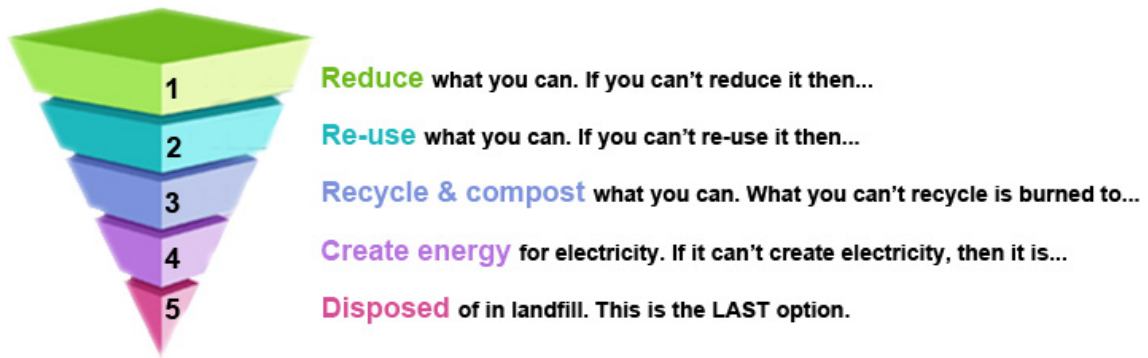 1 Reduce what you can. If you can't reduce it then...
2 Re-use what you can. If you can't re-use it then...
3 Recycle & compost what you can. What you can't recycle is burned to...
4 Create energy for electricity. If it can't create electricity, then it is...
5 Disposed of in landfill. This is the LAST option.